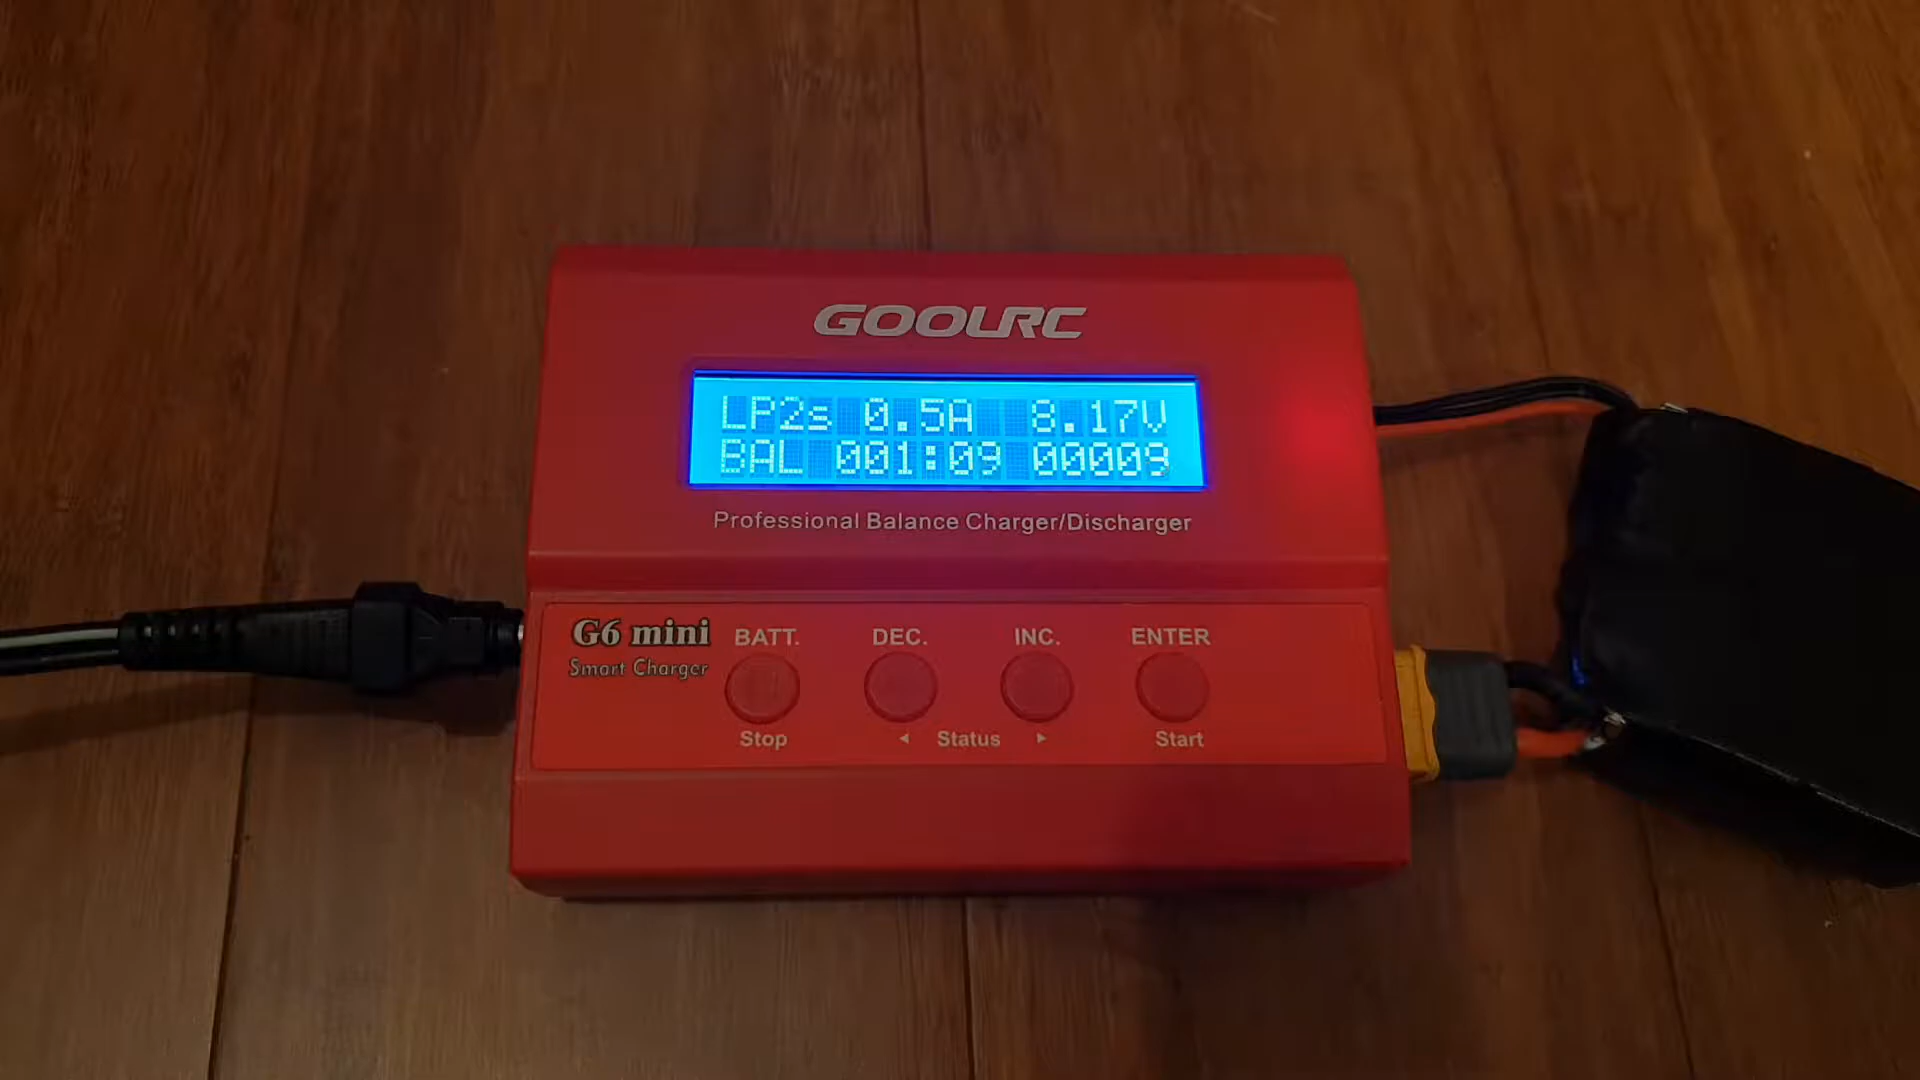 GOOLRC
LP2s 0.5A 8.17V
BAL 001:09 00009
Professional Balance Charger/Discharger
G6 mini
Smart Charger
BATT. DEC. INC. ENTER
Stop ◄ Status ► Start